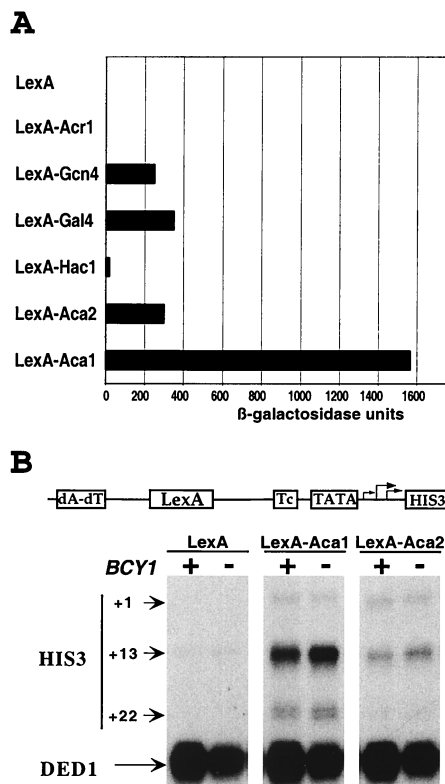 A
LexA
LexA-Acr1
LexA-Gcn4
LexA-Gal4
LexA-Hac1
LexA-Aca2
LexA-Aca1
0 200 400 600 800 1000 1200 1400 1600
ß-galactosidase units
B
dA-dT LexA Tc TATA HIS3
LexA LexA-Aca1 LexA-Aca2
BCY1 + - + - + -
+1
HIS3 +13
+22
DED1